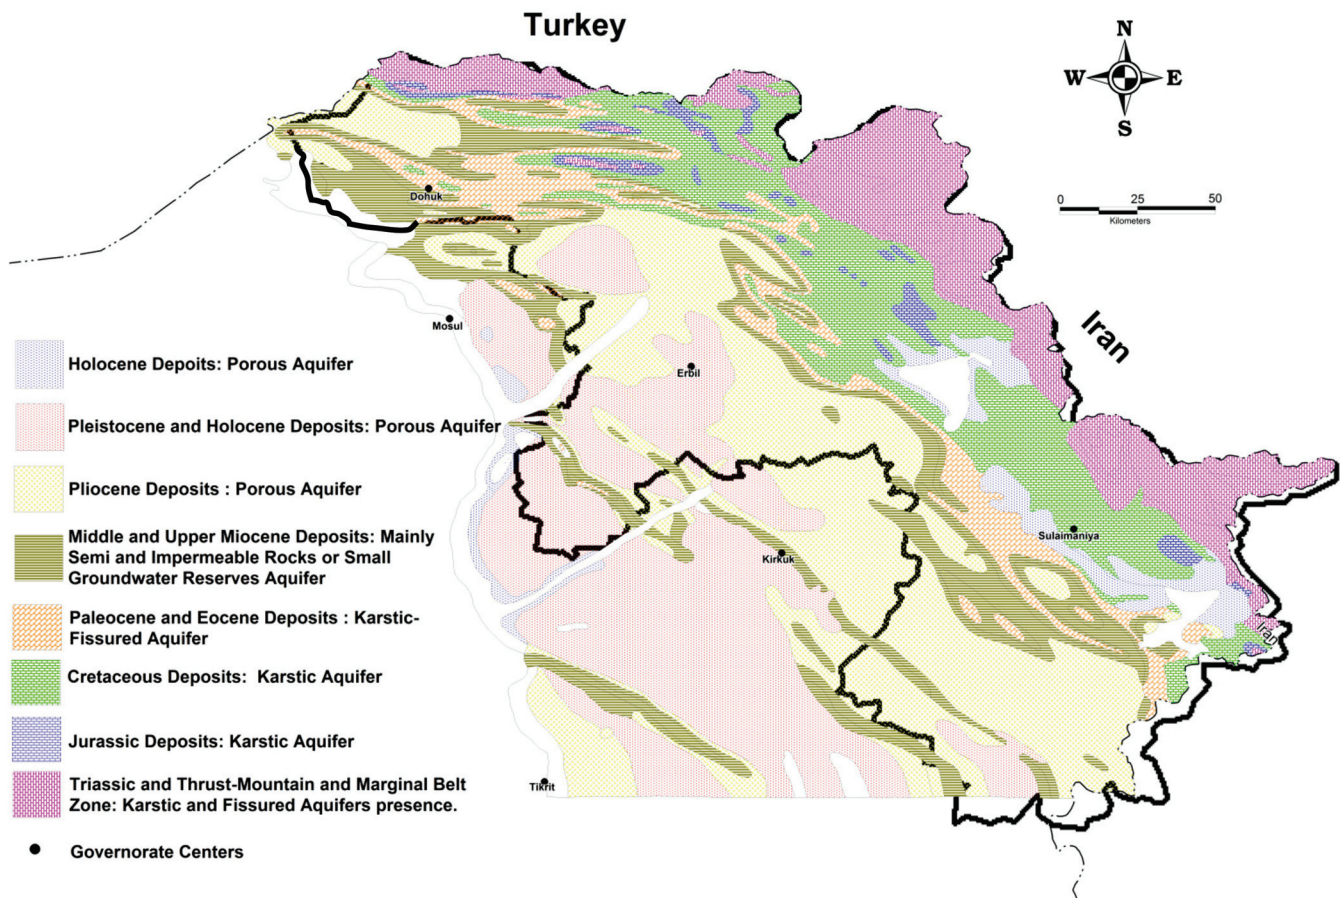 Turkey
N
W
E
S
0
25
50
Kilometers
Dohuk
Mosul
Erbil
Iran
Holocene Depoits: Porous Aquifer
Pleistocene and Holocene Deposits: Porous Aquifer
Pliocene Deposits : Porous Aquifer
Middle and Upper Miocene Deposits: Mainly
Semi and Impermeable Rocks or Small
Groundwater Reserves Aquifer
Paleocene and Eocene Deposits : Karstic-
Fissured Aquifer
Cretaceous Deposits:  Karstic Aquifer
Jurassic Deposits: Karstic Aquifer
Triassic and Thrust-Mountain and Marginal Belt
Zone: Karstic and Fissured Aquifers presence.
Governorate Centers
Sulaimaniya
Kirkuk
Iran
Tikrit